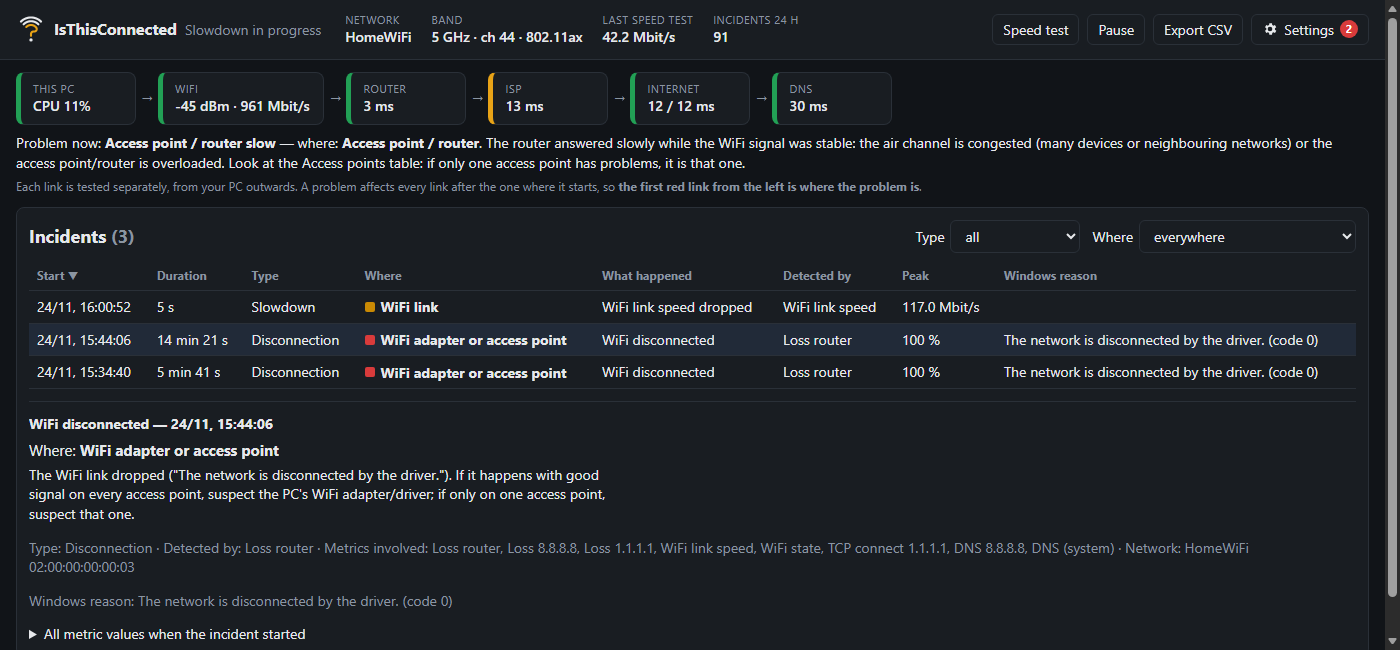 IsThisConnected Slowdown in progress
NETWORK
HomeWiFi
BAND
5 GHz · ch 44 · 802.11ax
LAST SPEED TEST
42.2 Mbit/s
INCIDENTS 24 H
91
Speed test
Pause
Export CSV
Settings 2
THIS PC
CPU 11%
→
WIFI
-45 dBm · 961 Mbit/s
→
ROUTER
3 ms
→
ISP
13 ms
→
INTERNET
12 / 12 ms
→
DNS
30 ms
Problem now: Access point / router slow — where: Access point / router. The router answered slowly while the WiFi signal was stable: the air channel is congested (many devices or neighbouring networks) or the
access point/router is overloaded. Look at the Access points table: if only one access point has problems, it is that one.
Each link is tested separately, from your PC outwards. A problem affects every link after the one where it starts, so the first red link from the left is where the problem is.
Incidents (3)
Type all Where everywhere
Start ▼ Duration Type Where What happened Detected by Peak Windows reason
24/11, 16:00:52 5 s Slowdown WiFi link WiFi link speed dropped WiFi link speed 117.0 Mbit/s
24/11, 15:44:06 14 min 21 s Disconnection WiFi adapter or access point WiFi disconnected Loss router 100 % The network is disconnected by the driver. (code 0)
24/11, 15:34:40 5 min 41 s Disconnection WiFi adapter or access point WiFi disconnected Loss router 100 % The network is disconnected by the driver. (code 0)
WiFi disconnected — 24/11, 15:44:06
Where: WiFi adapter or access point
The WiFi link dropped ("The network is disconnected by the driver."). If it happens with good
signal on every access point, suspect the PC's WiFi adapter/driver; if only on one access point,
suspect that one.
Type: Disconnection · Detected by: Loss router · Metrics involved: Loss router, Loss 8.8.8.8, Loss 1.1.1.1, WiFi link speed, WiFi state, TCP connect 1.1.1.1, DNS 8.8.8.8, DNS (system) · Network: HomeWiFi
02:00:00:00:00:03
Windows reason: The network is disconnected by the driver. (code 0)
▶ All metric values when the incident started